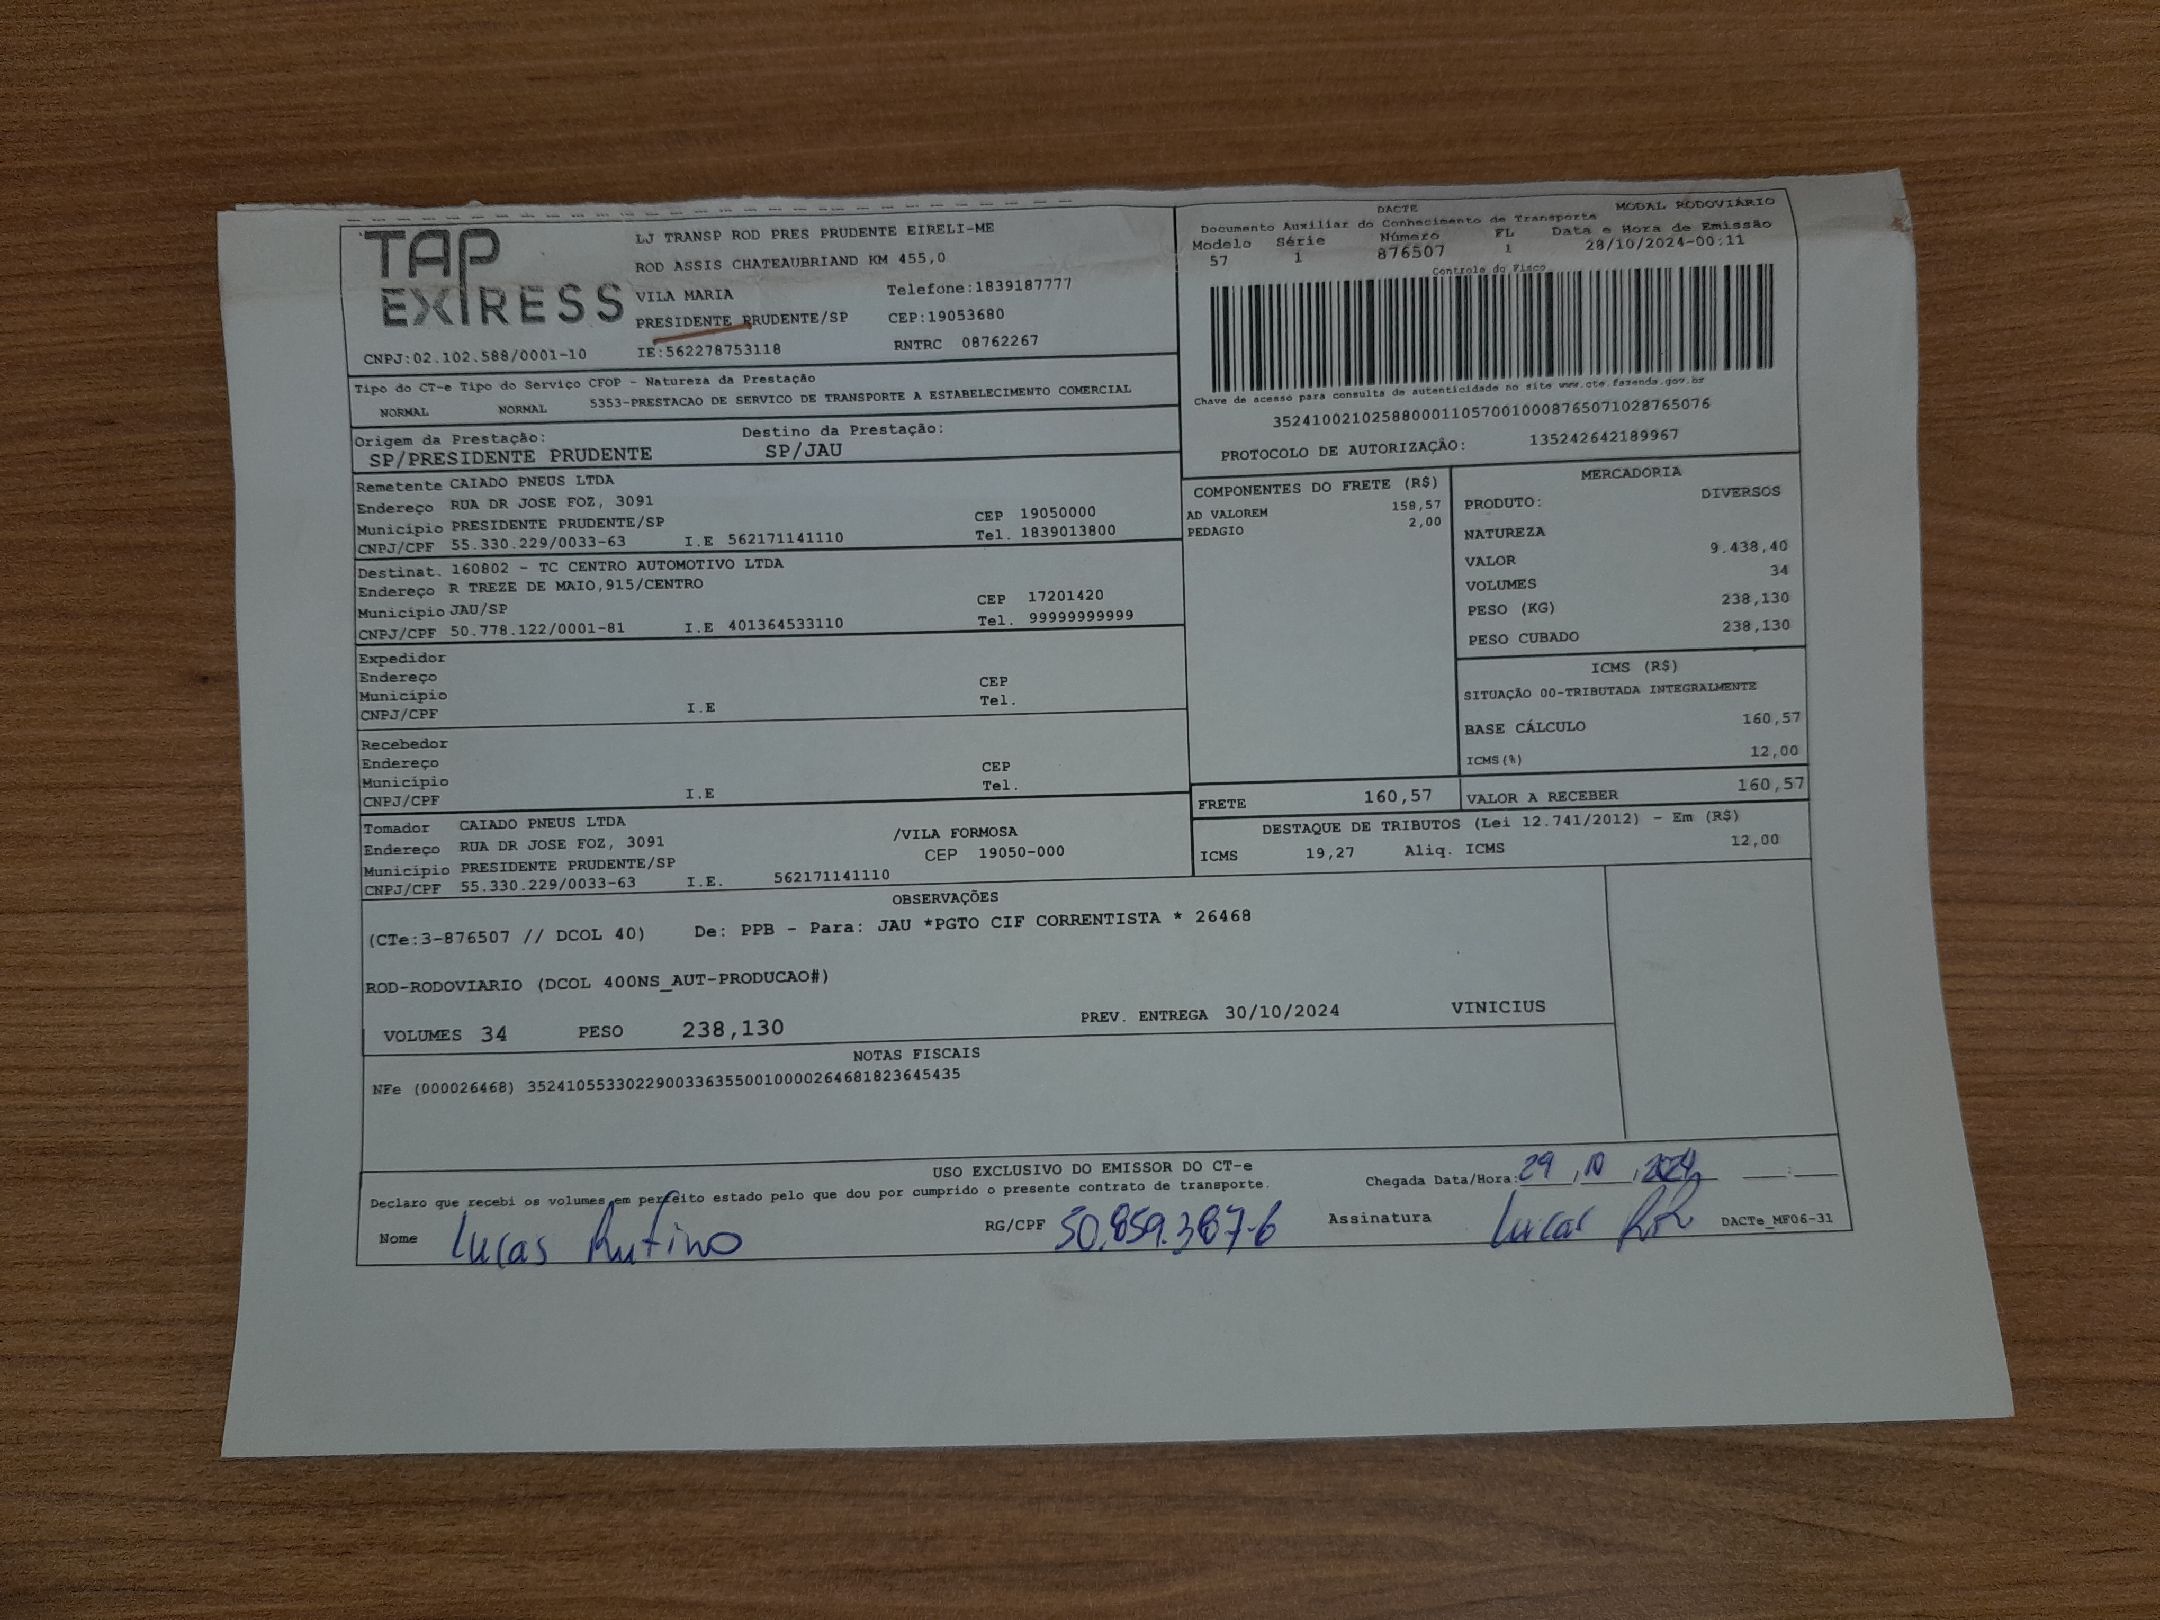 TAP
EXPRESS
LJ TRANSP ROD PRES PRUDENTE EIRELI-ME
ROD ASSIS CHATEAUBRIAND KM 455,0
VILA MARIA Telefone:1839187777
PRESIDENTE PRUDENTE/SP CEP:19053680
CNPJ:02.102.588/0001-10 IE:562278753118 RNTRC 08762267
DACTE MODAL RODOVIÁRIO
Documento Auxiliar do Conhecimento de Transporte
Modelo Série Número FL Data e Hora de Emissão
57 1 876507 1 28/10/2024-00:11
Controle do Fisco
Chave de acesso para consulta de autenticidade no site www.cte.fazenda.gov.br
35241002102588000110570010008765071028765076
PROTOCOLO DE AUTORIZAÇÂO: 135242642189967
Tipo do CT-e Tipo do Serviço CFOP - Natureza da Prestação
NORMAL NORMAL 5353-PRESTACAO DE SERVICO DE TRANSPORTE A ESTABELECIMENTO COMERCIAL
Origem da Prestação: Destino da Prestação:
SP/PRESIDENTE PRUDENTE SP/JAU
Remetente CAIADO PNEUS LTDA
Endereço RUA DR JOSE FOZ, 3091
Município PRESIDENTE PRUDENTE/SP CEP 19050000
CNPJ/CPF 55.330.229/0033-63 I.E 562171141110 Tel. 1839013800
Destinat. 160802 - TC CENTRO AUTOMOTIVO LTDA
Endereço R TREZE DE MAIO,915/CENTRO
Município JAU/SP CEP 17201420
CNPJ/CPF 50.778.122/0001-81 I.E 401364533110 Tel. 99999999999
Expedidor
Endereço CEP
Município Tel.
CNPJ/CPF I.E
Recebedor
Endereço CEP
Município Tel.
CNPJ/CPF I.E
Tomador CAIADO PNEUS LTDA /VILA FORMOSA
Endereço RUA DR JOSE FOZ, 3091 CEP 19050-000
Município PRESIDENTE PRUDENTE/SP
CNPJ/CPF 55.330.229/0033-63 I.E. 562171141110
COMPONENTES DO FRETE (R$)
AD VALOREM 158,57
PEDAGIO 2,00
MERCADORIA
PRODUTO: DIVERSOS
NATUREZA
VALOR 9.438,40
VOLUMES 34
PESO (KG) 238,130
PESO CUBADO 238,130
ICMS (R$)
SITUAÇÃO 00-TRIBUTADA INTEGRALMENTE
BASE CÁLCULO 160,57
ICMS(%) 12,00
FRETE 160,57 VALOR A RECEBER 160,57
DESTAQUE DE TRIBUTOS (Lei 12.741/2012) - Em (R$)
ICMS 19,27 Aliq. ICMS 12,00
OBSERVAÇÕES
(CTe:3-876507 // DCOL 40) De: PPB - Para: JAU *PGTO CIF CORRENTISTA * 26468
ROD-RODOVIARIO (DCOL 400NS_AUT-PRODUCAO#)
VOLUMES 34 PESO 238,130 PREV. ENTREGA 30/10/2024 VINICIUS
NOTAS FISCAIS
NFe (000026468) 35241055330229003363550010000264681823645435
USO EXCLUSIVO DO EMISSOR DO CT-e
Declaro que recebi os volumes em perfeito estado pelo que dou por cumprido o presente contrato de transporte. Chegada Data/Hora: 29,10,2024 :
Nome Lucas Rufino RG/CPF 50.859.387-6 Assinatura Lucas DACTe_MF06-31